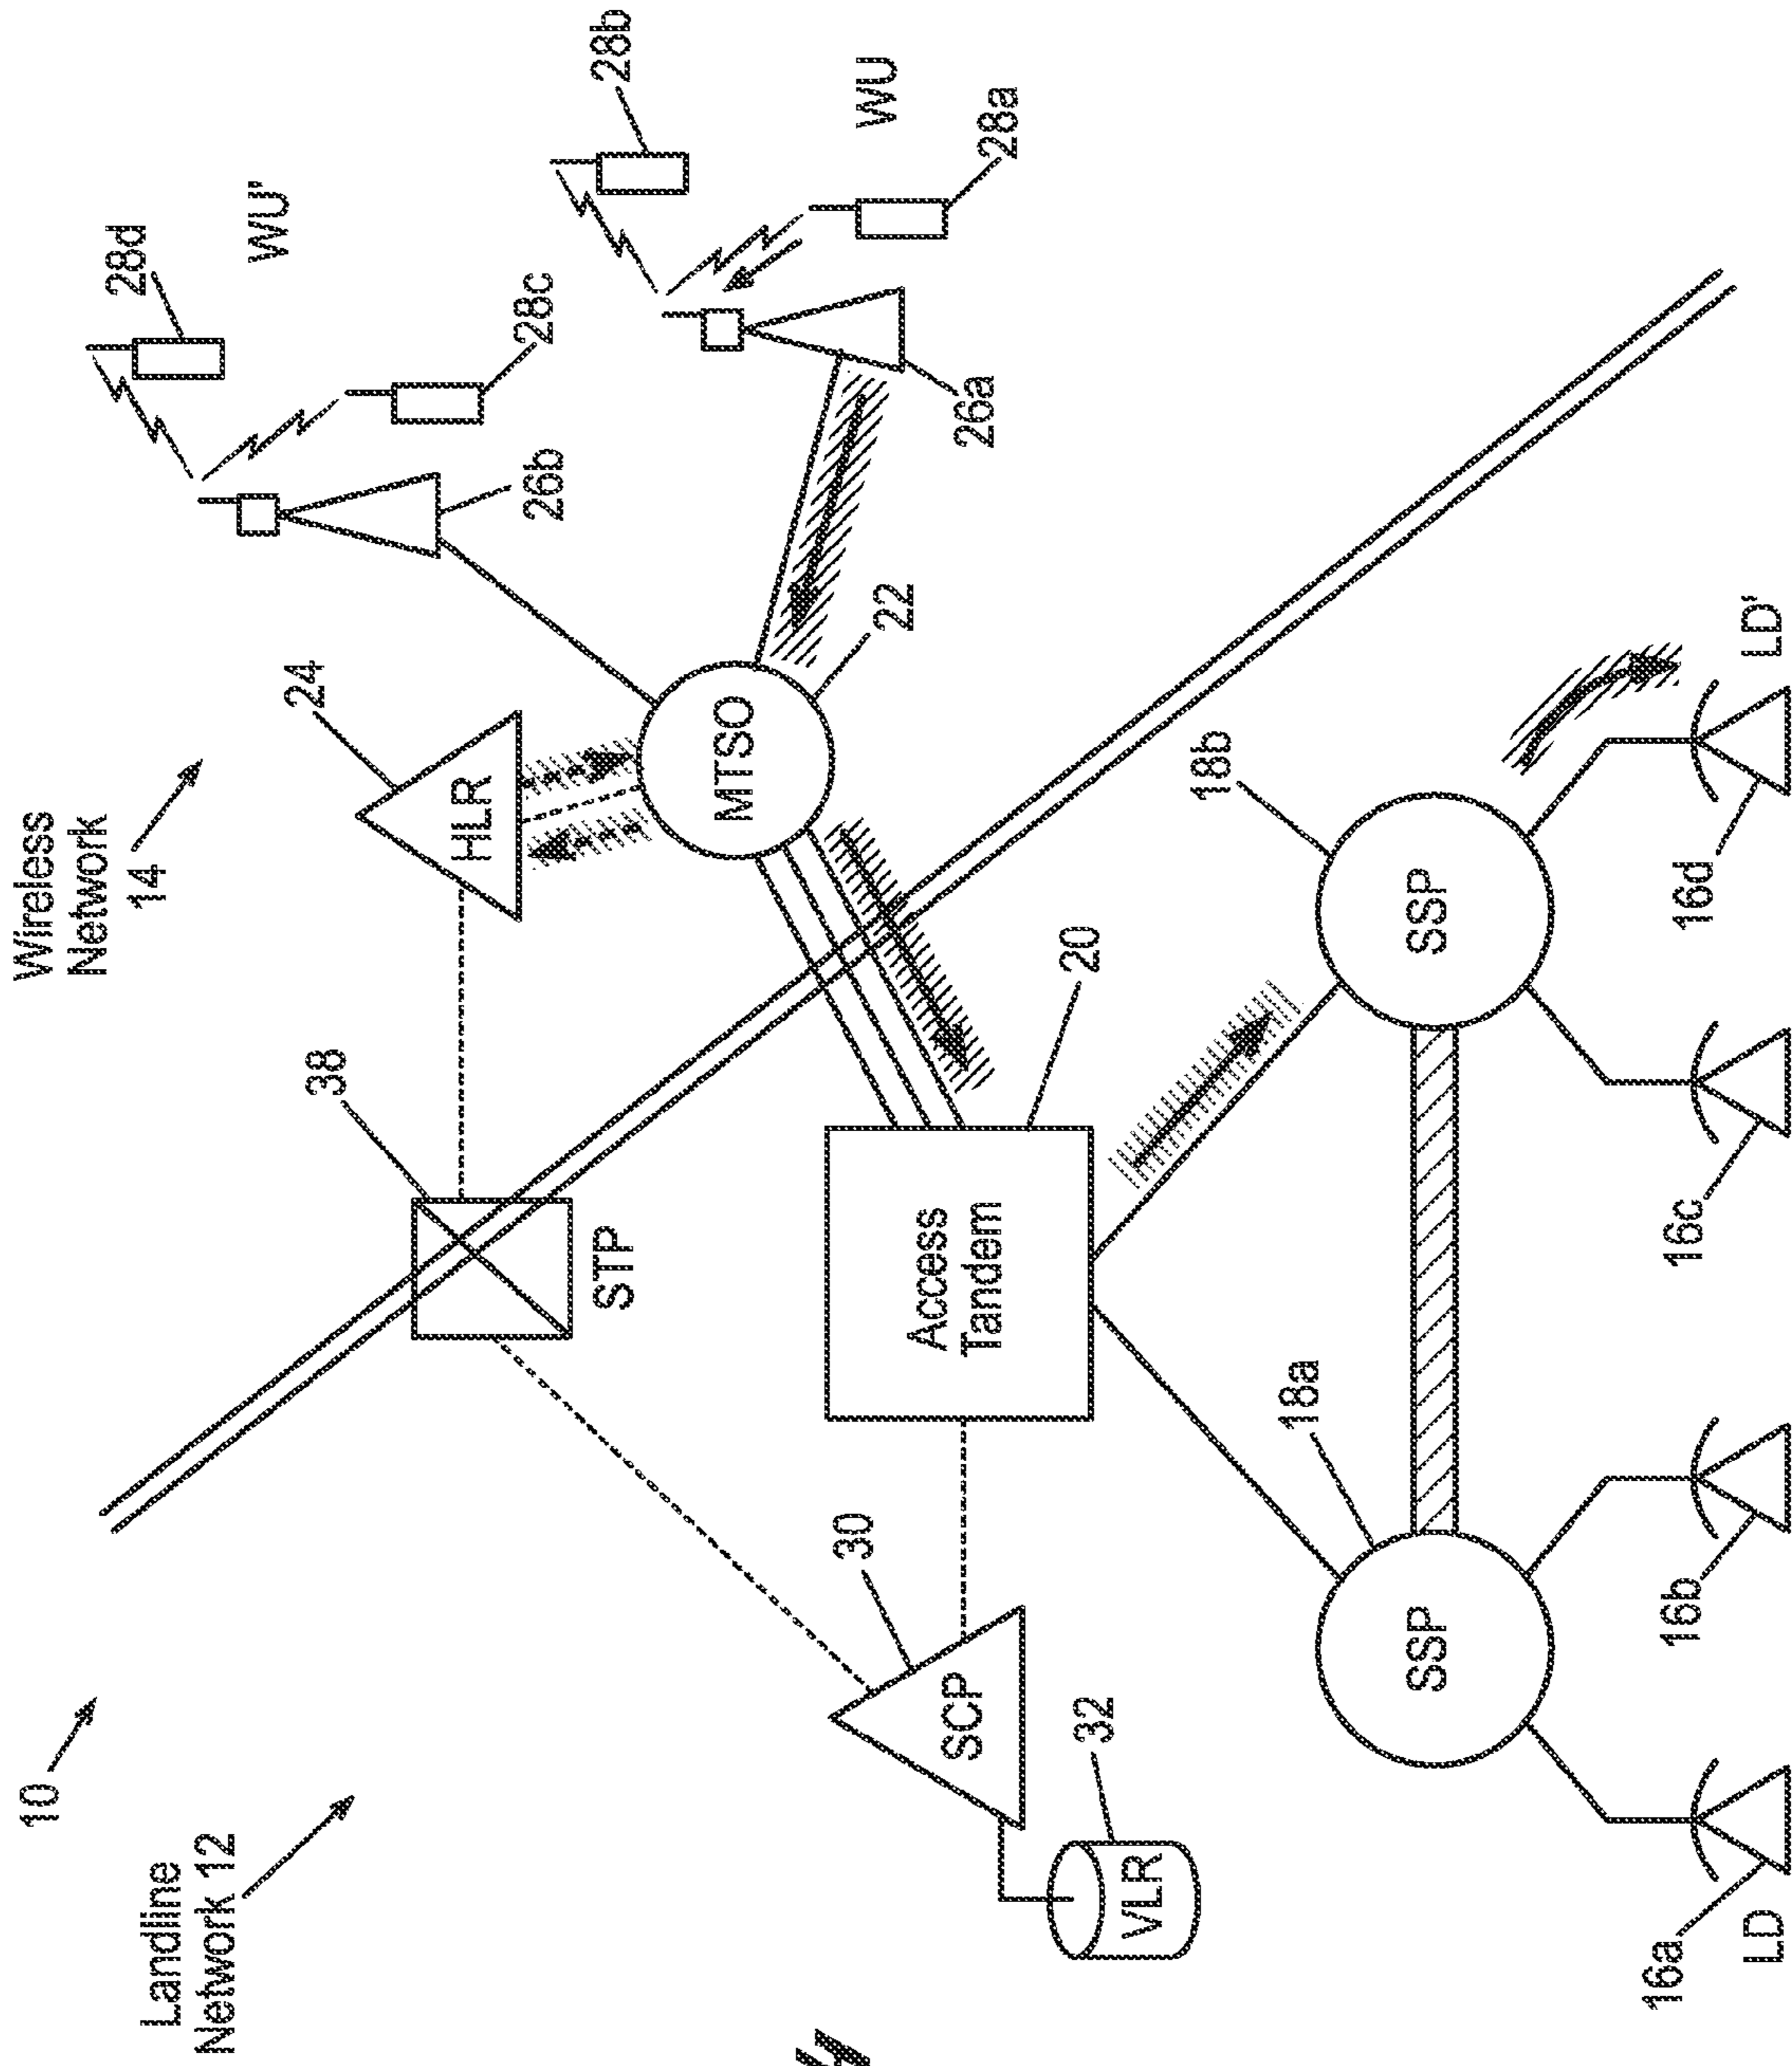 10
Wireless
Network
14
Landline
Network 12
28d
WU'
24
38
HLR
28c
26b
STP
28b
MTSO
22
30
WU
Access
Tandem
SCP
26a
28a
20
32
VLR
18b
18a
SSP
SSP
16a
16b
16c
16d
LD
LD'